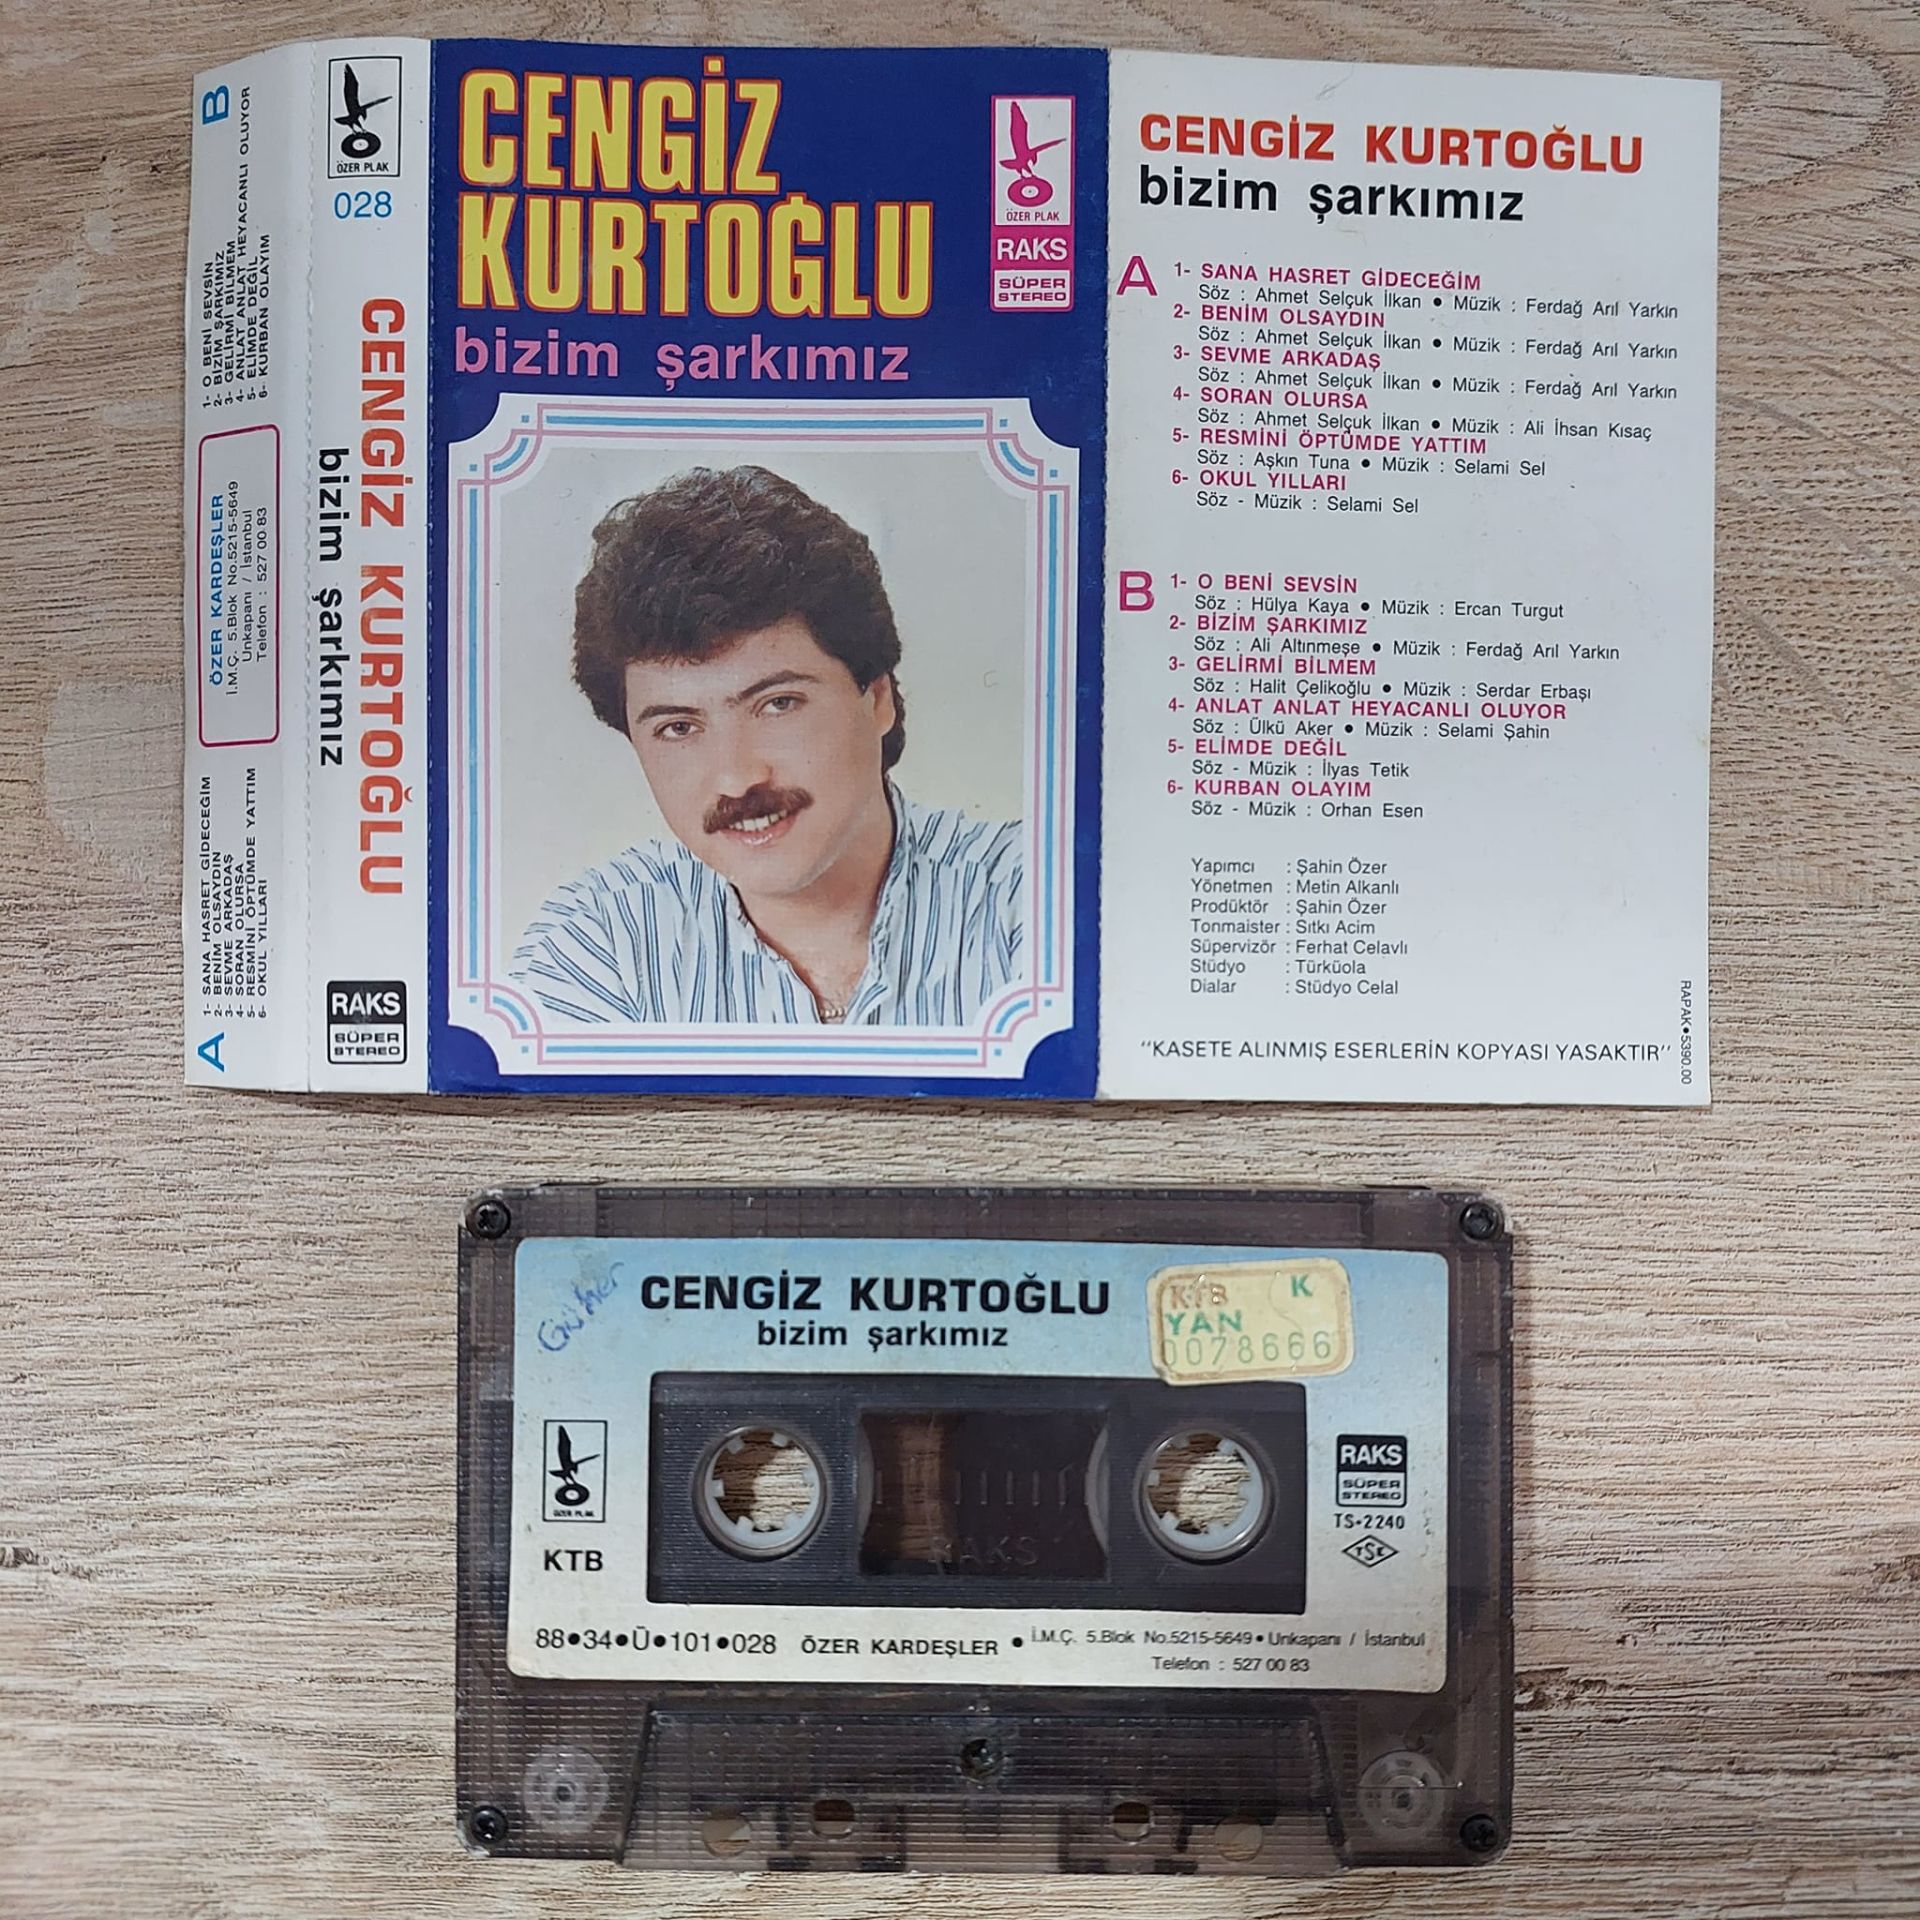 B
1- O BENİ SEVSİN
2- BİZİM ŞARKIMIZ
3- GELİRMİ BİLMEM
4- ANLAT ANLAT HEYACANLI OLUYOR
5- ELİMDE DEĞİL
6- KURBAN OLAYIM
ÖZER KARDEŞLER
İ.M.Ç. 5.Blok No.5215-5649
Unkapanı / İstanbul
Telefon : 527 00 83
A
1- SANA HASRET GİDECEĞİM
2- BENİM OLSAYDIN
3- SEVME ARKADAŞ
4- SORAN OLURSA
5- RESMİNİ ÖPTÜMDE YATTIM
6- OKUL YILLARI
ÖZER PLAK
028
CENGİZ KURTOĞLU
bizim şarkımız
RAKS
SÜPER
STEREO
CENGİZ
KURTOĞLU
bizim şarkımız
ÖZER PLAK
RAKS
SÜPER
STEREO
CENGİZ KURTOĞLU
bizim şarkımız
A
1- SANA HASRET GİDECEĞİM
Söz : Ahmet Selçuk İlkan ● Müzik : Ferdağ Arıl Yarkın
2- BENİM OLSAYDIN
Söz : Ahmet Selçuk İlkan ● Müzik : Ferdağ Arıl Yarkın
3- SEVME ARKADAŞ
Söz : Ahmet Selçuk İlkan ● Müzik : Ferdağ Arıl Yarkın
4- SORAN OLURSA
Söz : Ahmet Selçuk İlkan ● Müzik : Ali İhsan Kısaç
5- RESMİNİ ÖPTÜMDE YATTIM
Söz : Aşkın Tuna ● Müzik : Selami Sel
6- OKUL YILLARI
Söz - Müzik : Selami Sel
B
1- O BENİ SEVSİN
Söz : Hülya Kaya ● Müzik : Ercan Turgut
2- BİZİM ŞARKIMIZ
Söz : Ali Altınmeşe ● Müzik : Ferdağ Arıl Yarkın
3- GELİRMİ BİLMEM
Söz : Halit Çelikoğlu ● Müzik : Serdar Erbaşı
4- ANLAT ANLAT HEYACANLI OLUYOR
Söz : Ülkü Aker ● Müzik : Selami Şahin
5- ELİMDE DEĞİL
Söz - Müzik : İlyas Tetik
6- KURBAN OLAYIM
Söz - Müzik : Orhan Esen
Yapımcı : Şahin Özer
Yönetmen : Metin Alkanlı
Prodüktör : Şahin Özer
Tonmaister : Sıtkı Acim
Süpervizör : Ferhat Celavlı
Stüdyo : Türküola
Dialar : Stüdyo Celal
"KASETE ALINMIŞ ESERLERİN KOPYASI YASAKTIR"
RAPAK●5390.00
CENGİZ KURTOĞLU
bizim şarkımız
KTB K
YAN
0078666
ÖZER PLAK
KTB
RAKS
RAKS
SÜPER
STEREO
TS-2240
TSE
88●34●Ü●101●028 ÖZER KARDEŞLER ● İ.M.Ç. 5.Blok No.5215-5649 ● Unkapanı / İstanbul
Telefon : 527 00 83